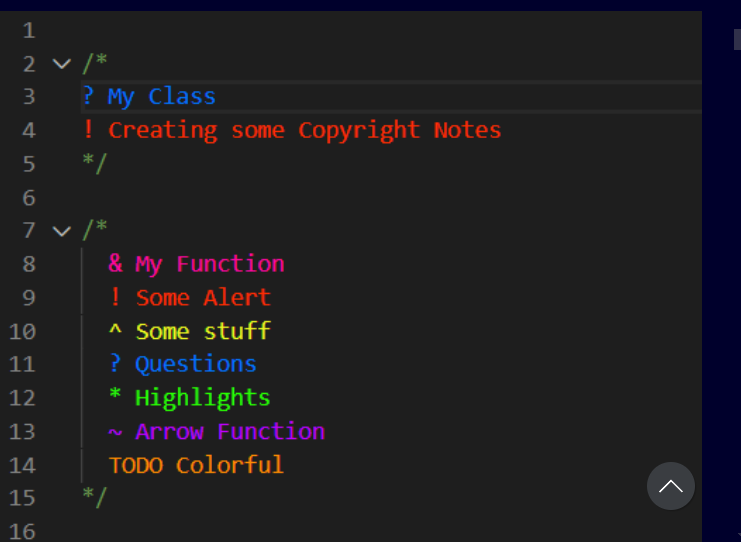 1
2 /*
3 ? My Class
4 ! Creating some Copyright Notes
5 */
6
7 /*
8 & My Function
9 ! Some Alert
10 ^ Some stuff
11 ? Questions
12 * Highlights
13 ~ Arrow Function
14 TODO Colorful
15 */
16